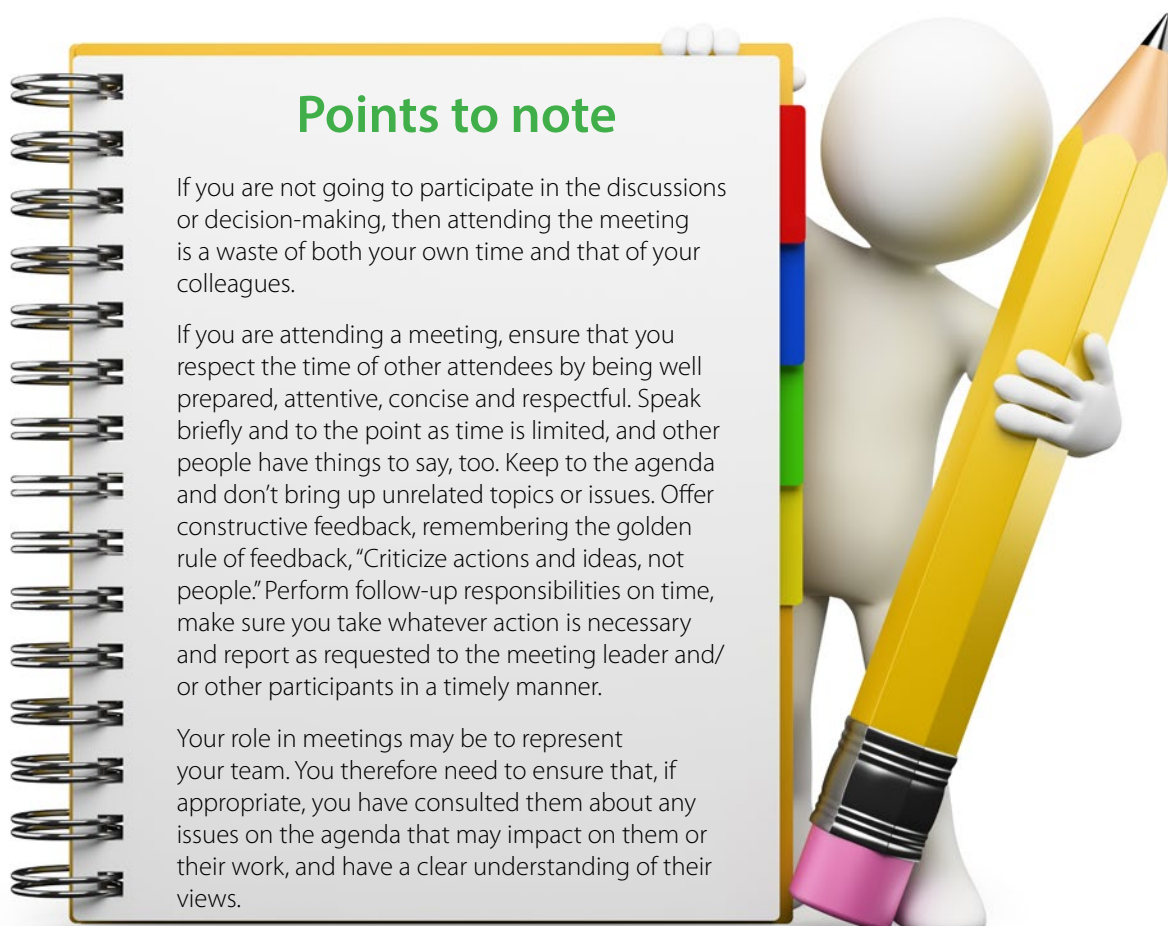 Points to note
If you are not going to participate in the discussions
or decision-making, then attending the meeting
is a waste of both your own time and that of your
colleagues.
If you are attending a meeting, ensure that you
respect the time of other attendees by being well
prepared, attentive, concise and respectful. Speak
briefly and to the point as time is limited, and other
people have things to say, too. Keep to the agenda
and don’t bring up unrelated topics or issues. Offer
constructive feedback, remembering the golden
rule of feedback, “Criticize actions and ideas, not
people.” Perform follow-up responsibilities on time,
make sure you take whatever action is necessary
and report as requested to the meeting leader and/
or other participants in a timely manner.
Your role in meetings may be to represent
your team. You therefore need to ensure that, if
appropriate, you have consulted them about any
issues on the agenda that may impact on them or
their work, and have a clear understanding of their
views.